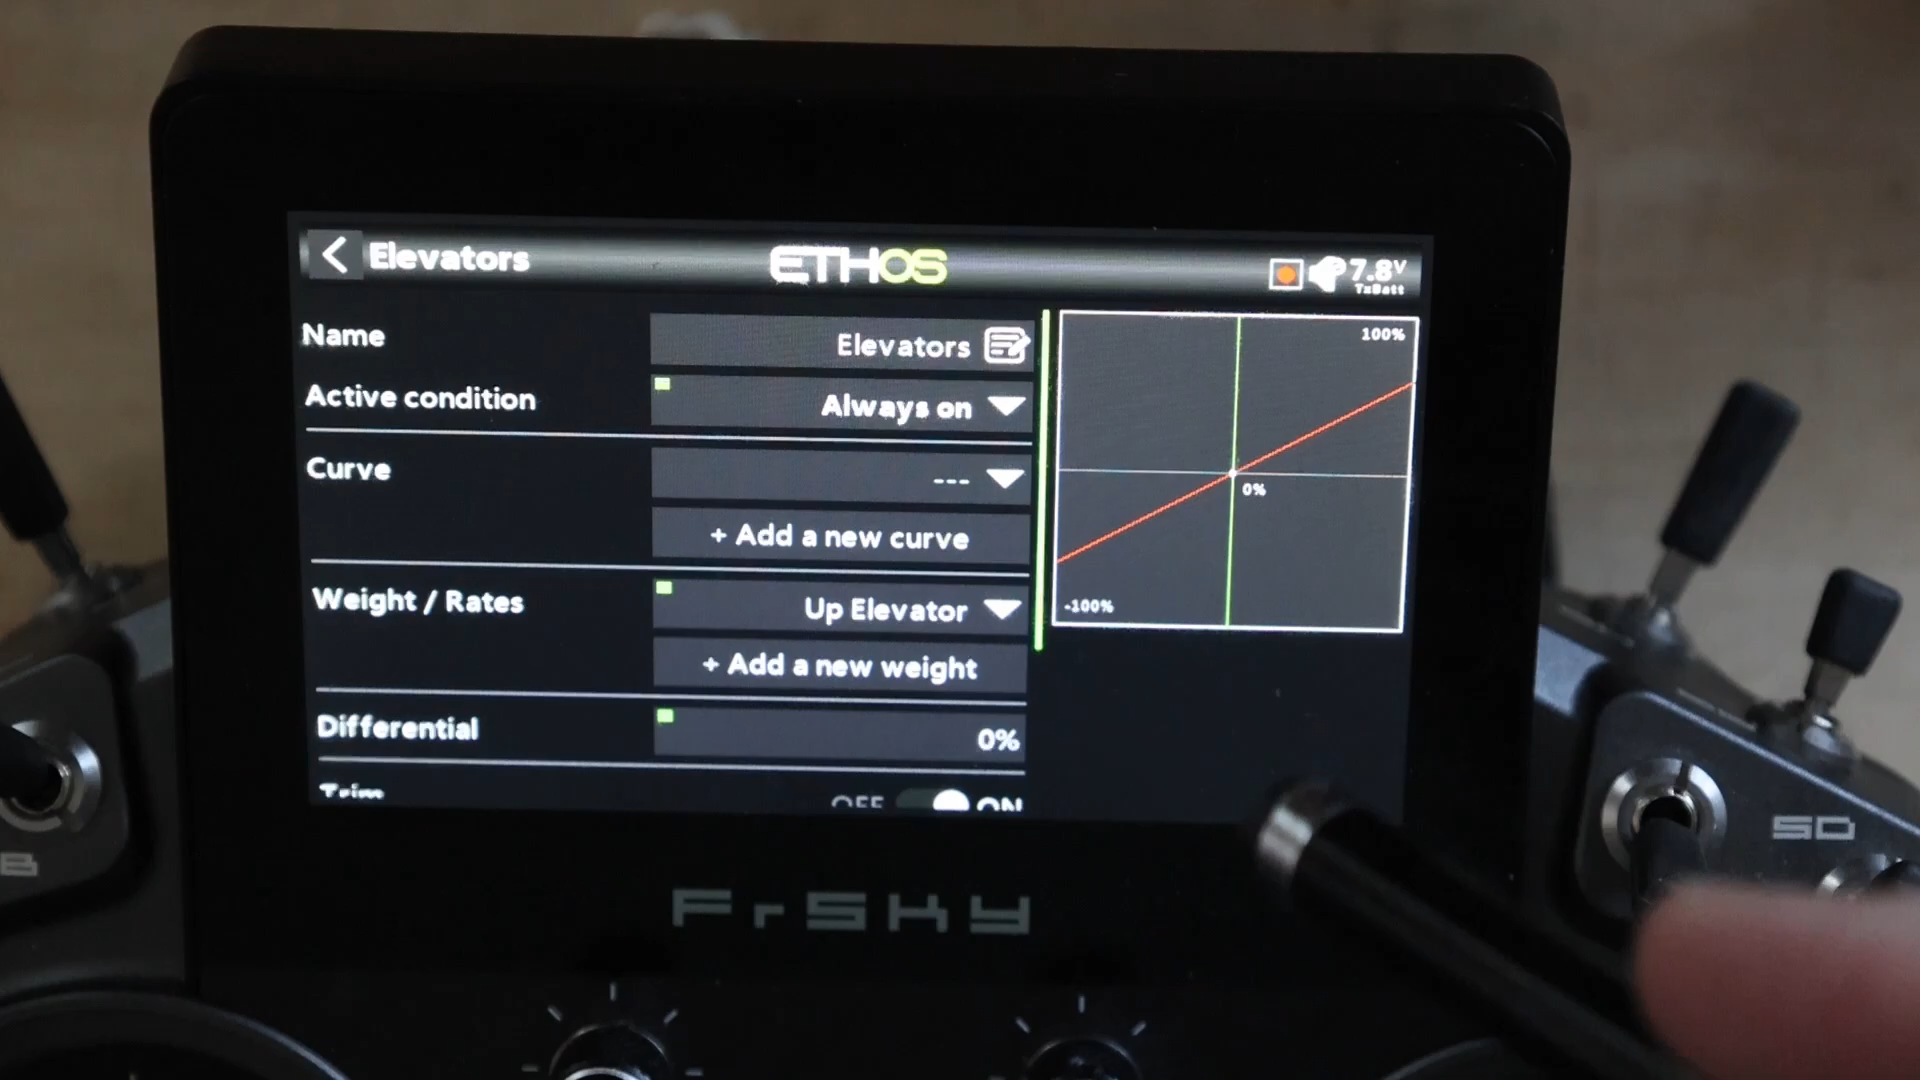 Elevators
ETHOS
7.8V
TxBatt
Name
Elevators
Active condition
Always on
Curve
---
+ Add a new curve
Weight / Rates
Up Elevator
+ Add a new weight
Differential
0%
Trim
OFF
ON
100%
0%
-100%
FrSKY
SD
B